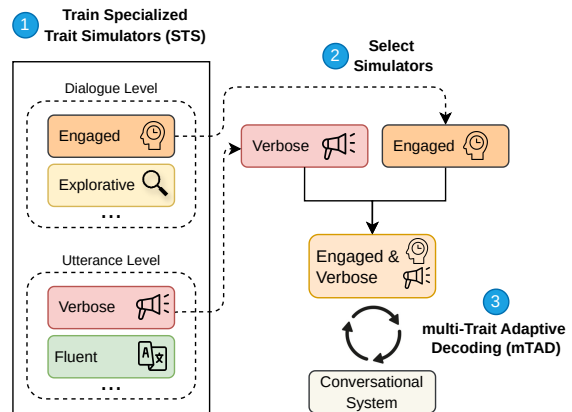 1
Train Specialized
Trait Simulators (STS)
Dialogue Level
Engaged
Explorative
...
Utterance Level
Verbose
Fluent
A
文
...
2
Select
Simulators
Verbose
Engaged
Engaged &
Verbose
3
multi-Trait Adaptive
Decoding (mTAD)
Conversational
System